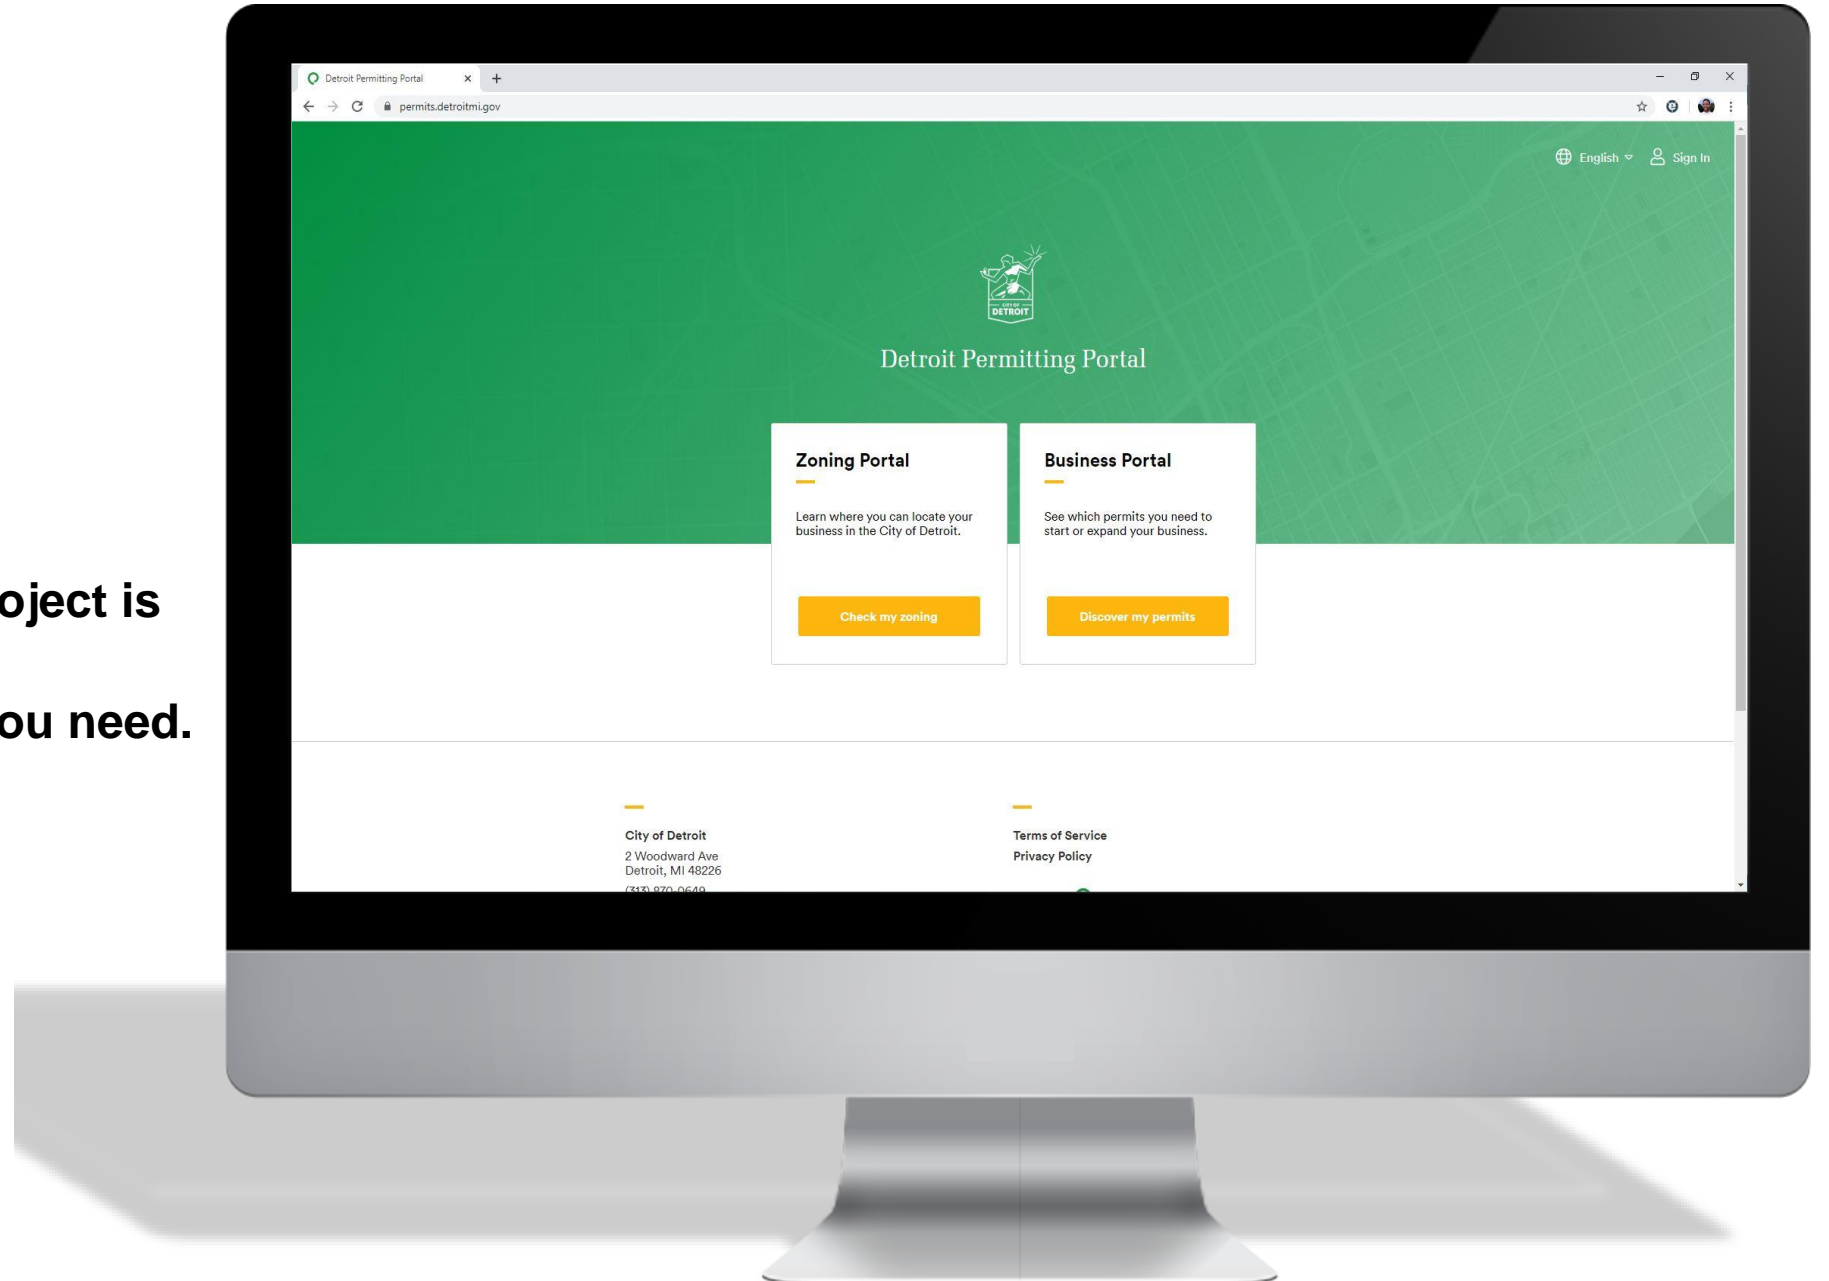 Detroit Permitting Portal
permits.detroitmi.gov
English
Sign In
CITY OF
DETROIT
Detroit Permitting Portal
Zoning Portal
Learn where you can locate your
business in the City of Detroit.
Check my zoning
Business Portal
See which permits you need to
start or expand your business.
Discover my permits
oject is
ou need.
City of Detroit
2 Woodward Ave
Detroit, MI 48226
(313) 870-0649
Terms of Service
Privacy Policy